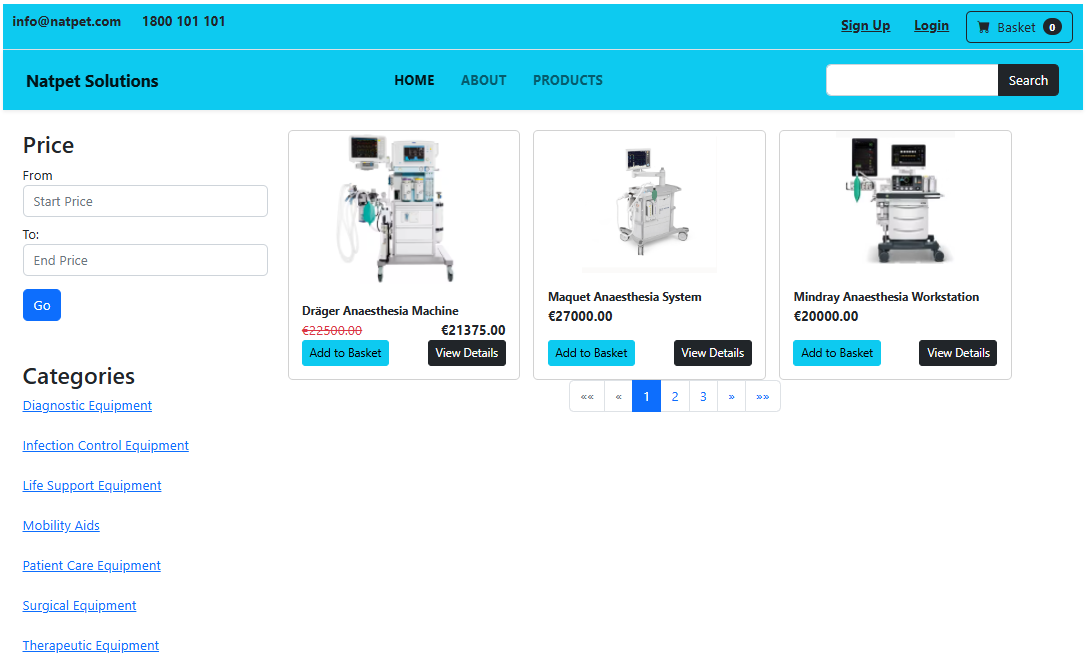 info@natpet.com 1800 101 101 Sign Up Login Basket 0
Natpet Solutions HOME ABOUT PRODUCTS Search
Price
From
Start Price
To:
End Price
Go
Categories
Diagnostic Equipment
Infection Control Equipment
Life Support Equipment
Mobility Aids
Patient Care Equipment
Surgical Equipment
Therapeutic Equipment
Dräger Anaesthesia Machine
€22500.00 €21375.00
Add to Basket View Details
Maquet Anaesthesia System
€27000.00
Add to Basket View Details
Mindray Anaesthesia Workstation
€20000.00
Add to Basket View Details
«« « 1 2 3 » »»